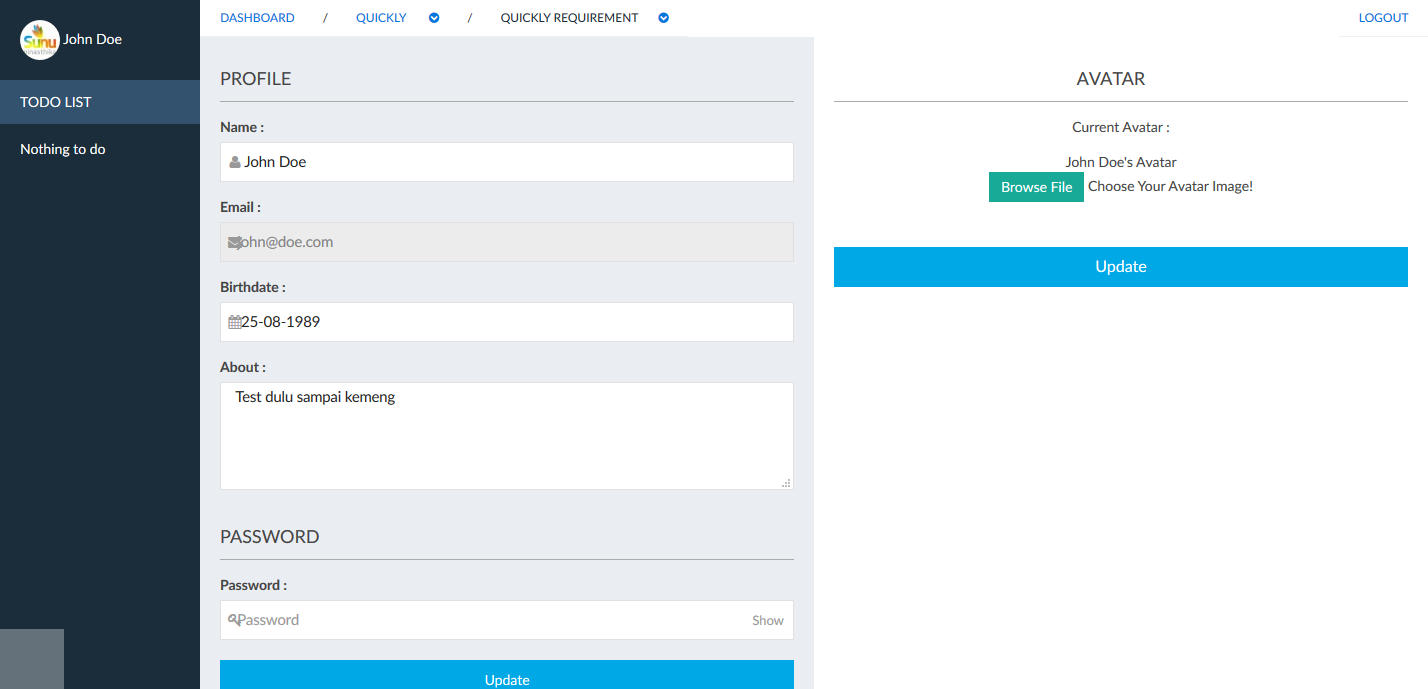 Sunu
John Doe
TODO LIST
Nothing to do
DASHBOARD / QUICKLY / QUICKLY REQUIREMENT
LOGOUT
PROFILE
Name :
John Doe
Email :
john@doe.com
Birthdate :
25-08-1989
About :
Test dulu sampai kemeng
PASSWORD
Password :
Password Show
Update
AVATAR
Current Avatar :
John Doe's Avatar
Browse File Choose Your Avatar Image!
Update